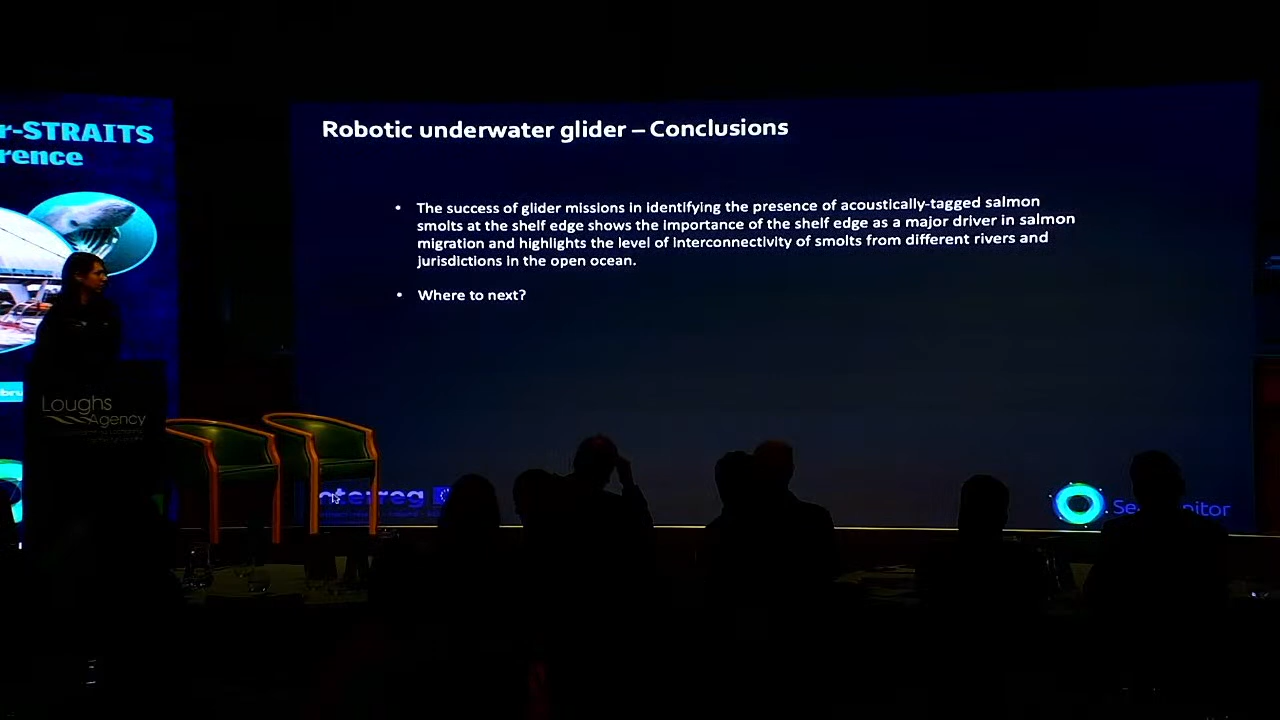 r-STRAITS
rence
Robotic underwater glider – Conclusions
• The success of glider missions in identifying the presence of acoustically-tagged salmon
smolts at the shelf edge shows the importance of the shelf edge as a major driver in salmon
migration and highlights the level of interconnectivity of smolts from different rivers and
jurisdictions in the open ocean.
• Where to next?
Loughs
Agency
terreg
nitor